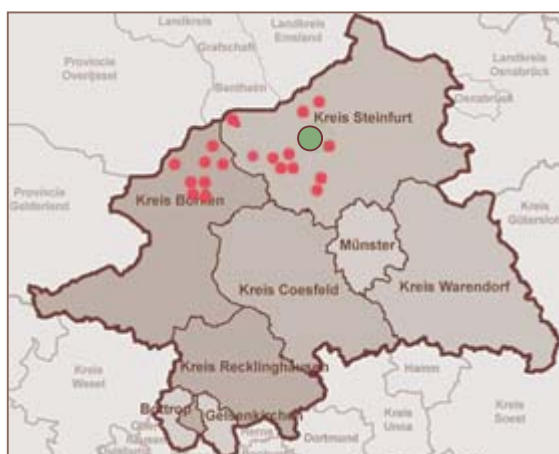 Landkreis
Emsland
Landkreis
Grafschaft
Bentheim
Provincie
Overijssel
Landkreis
Osnabrück
Osnabrück
Kreis Steinfurt
Provincie
Gelderland
Kreis Borken
Kreis
Gütersloh
Münster
Kreis Coesfeld
Kreis Warendorf
Kreis Recklinghausen
Kreis
Wesel
Hamm
Bottrop
Gelsenkirchen
Kreis
Unna
Kreis
Soest
Herne
Dortmund